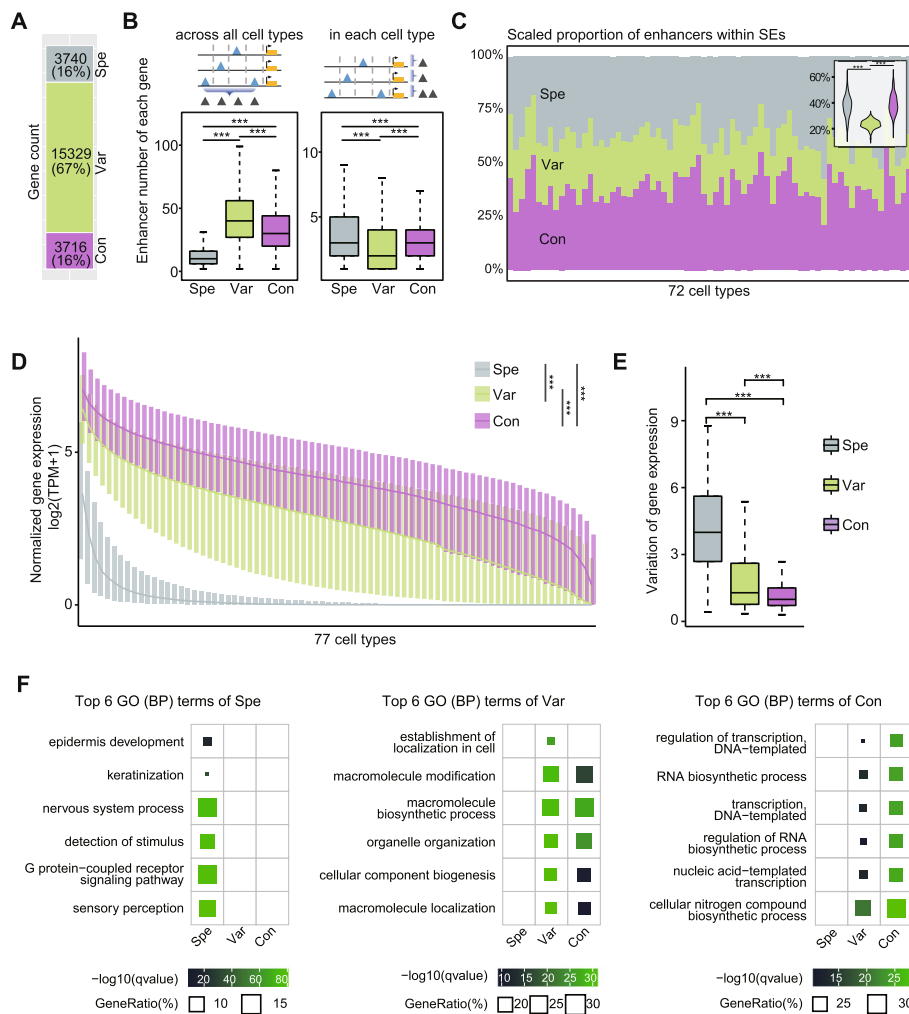 A
3740
(16%)
Spe
15329
(67%)
Var
3716
(16%)
Con
Gene count
B
across all cell types
in each cell type
Enhancer number of each gene
***
***
***
***
***
***
100
50
0
10
5
0
Spe
Var
Con
Spe
Var
Con
C
Scaled proportion of enhancers within SEs
100%
75%
50%
25%
0%
Spe
Var
Con
***
***
60%
40%
20%
72 cell types
D
Normalized gene expression
log2(TPM+1)
5
0
77 cell types
Spe
Var
Con
***
***
***
E
Variation of gene expression
9
6
3
0
***
***
***
Spe
Var
Con
F
Top 6 GO (BP) terms of Spe
epidermis development
keratinization
nervous system process
detection of stimulus
G protein−coupled receptor
signaling pathway
sensory perception
Spe
Var
Con
−log10(qvalue)
20 40 60 80
GeneRatio(%)
10
15
Top 6 GO (BP) terms of Var
establishment of
localization in cell
macromolecule modification
macromolecule
biosynthetic process
organelle organization
cellular component biogenesis
macromolecule localization
Spe
Var
Con
−log10(qvalue)
10 15 20 25 30
GeneRatio(%)
20
25
30
Top 6 GO (BP) terms of Con
regulation of transcription,
DNA−templated
RNA biosynthetic process
transcription,
DNA−templated
regulation of RNA
biosynthetic process
nucleic acid−templated
transcription
cellular nitrogen compound
biosynthetic process
Spe
Var
Con
−log10(qvalue)
15 20 25
GeneRatio(%)
25
30